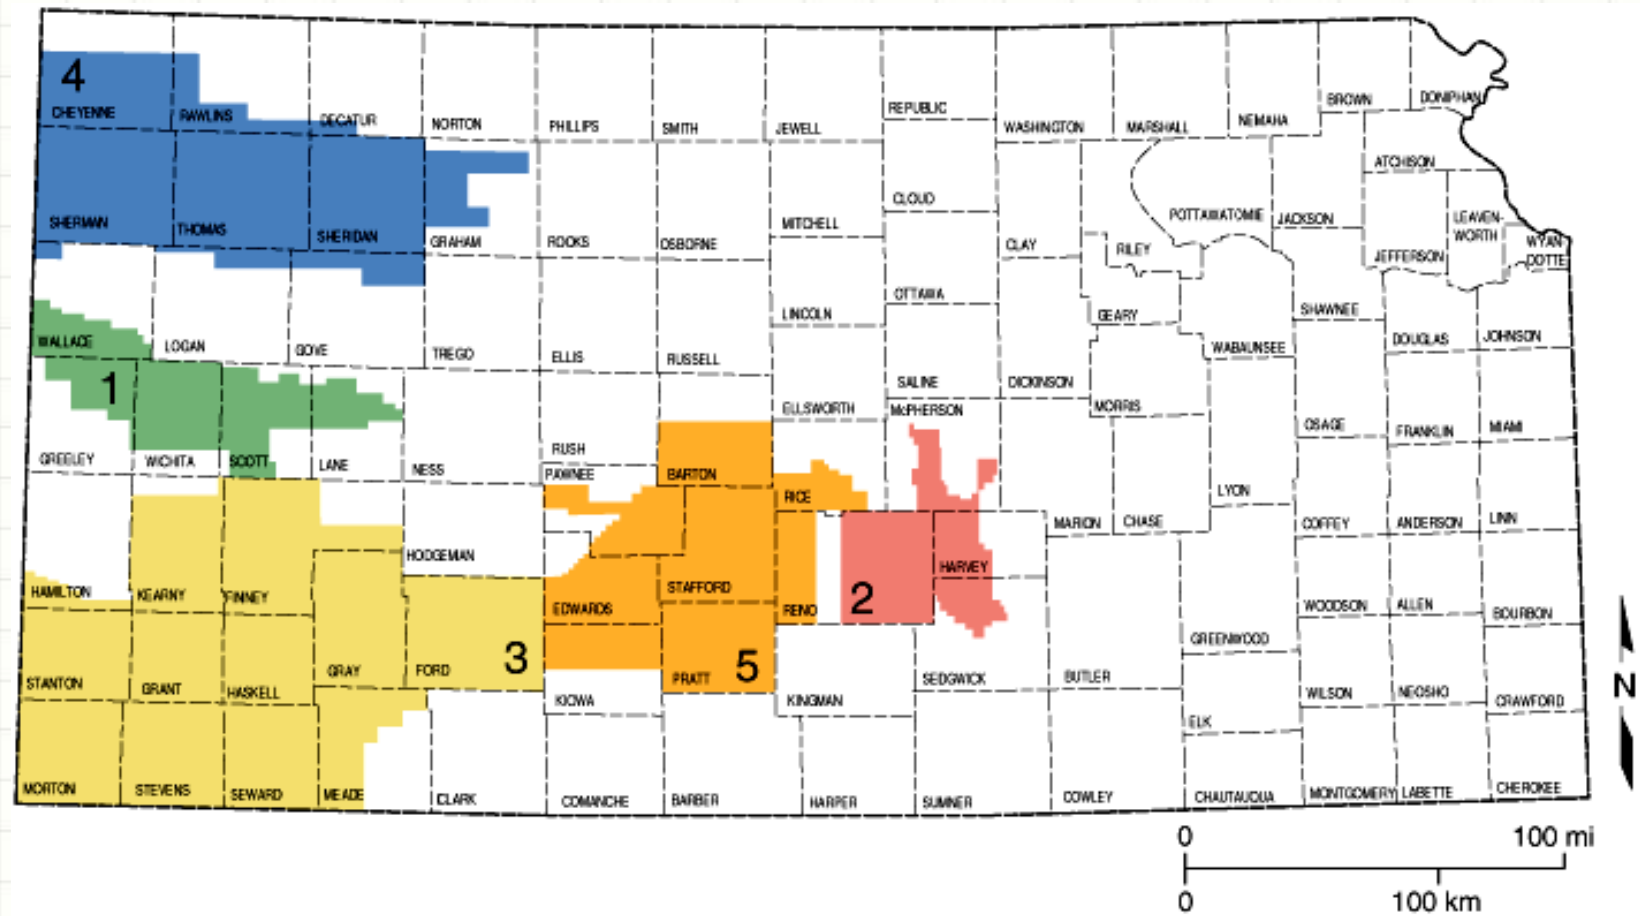 4
CHEYENNE
RAWLINS
DECATUR
NORTON
PHILLIPS
SMITH
JEWELL
REPUBLIC
WASHINGTON
MARSHALL
NEMAHA
BROWN
DONIPHAN
ATCHISON
SHERMAN
THOMAS
SHERIDAN
GRAHAM
ROOKS
OSBORNE
MITCHELL
CLOUD
CLAY
RILEY
POTTAWATOMIE
JACKSON
JEFFERSON
LEAVEN-
WORTH
WYAN
DOTTE
WALLACE
LOGAN
GOVE
TREGO
ELLIS
RUSSELL
LINCOLN
OTTAWA
SALINE
DICKINSON
GEARY
WABAUNSEE
SHAWNEE
DOUGLAS
JOHNSON
1
GREELEY
WICHITA
SCOTT
LANE
NESS
RUSH
PAWNEE
BARTON
ELLSWORTH
McPHERSON
RICE
MORRIS
MARION
CHASE
LYON
OSAGE
FRANKLIN
MIAMI
COFFEY
ANDERSON
LINN
HAMILTON
KEARNY
FINNEY
HODGEMAN
EDWARDS
STAFFORD
RENO
2
HARVEY
WOODSON
ALLEN
BOURBON
STANTON
GRANT
HASKELL
GRAY
FORD
3
KIOWA
PRATT
5
KINGMAN
SEDGWICK
BUTLER
GREENWOOD
WILSON
NEOSHO
CRAWFORD
ELK
MORTON
STEVENS
SEWARD
MEADE
CLARK
COMANCHE
BARBER
HARPER
SUMNER
COWLEY
CHAUTAUQUA
MONTGOMERY
LABETTE
CHEROKEE
N
0
100 mi
0
100 km